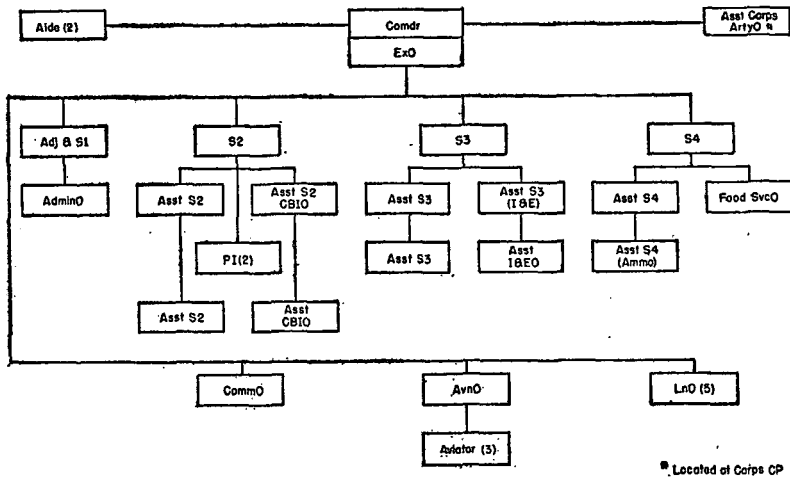 Aide (2)
Comdr
Asst Corps
ArtyO *
ExO
Adj & S1
S2
S3
S4
AdminO
Asst S2
Asst S2
CBIO
Asst S3
Asst S3
(I&E)
Asst S4
Food SvcO
PI(2)
Asst S3
Asst
I&EO
Asst S4
(Ammo)
Asst S2
Asst
CBIO
CommO
AvnO
LnO (5)
Aviator (3)
* Located at Corps CP